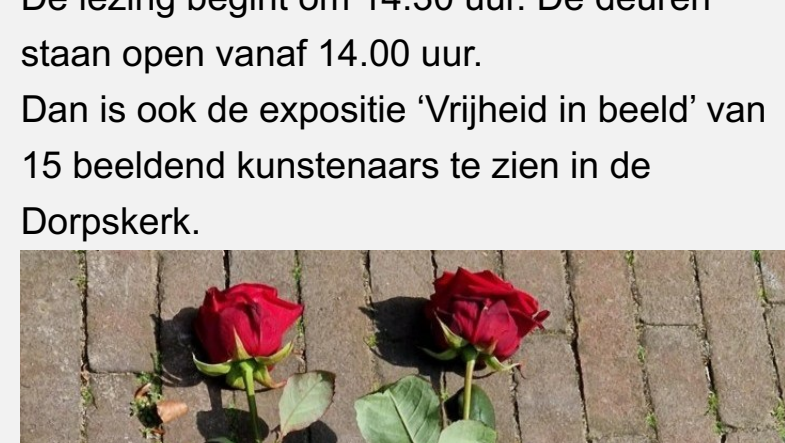 De lezing begint om 14.30 uur. De deuren
staan open vanaf 14.00 uur.
Dan is ook de expositie ‘Vrijheid in beeld’ van
15 beeldend kunstenaars te zien in de
Dorpskerk.